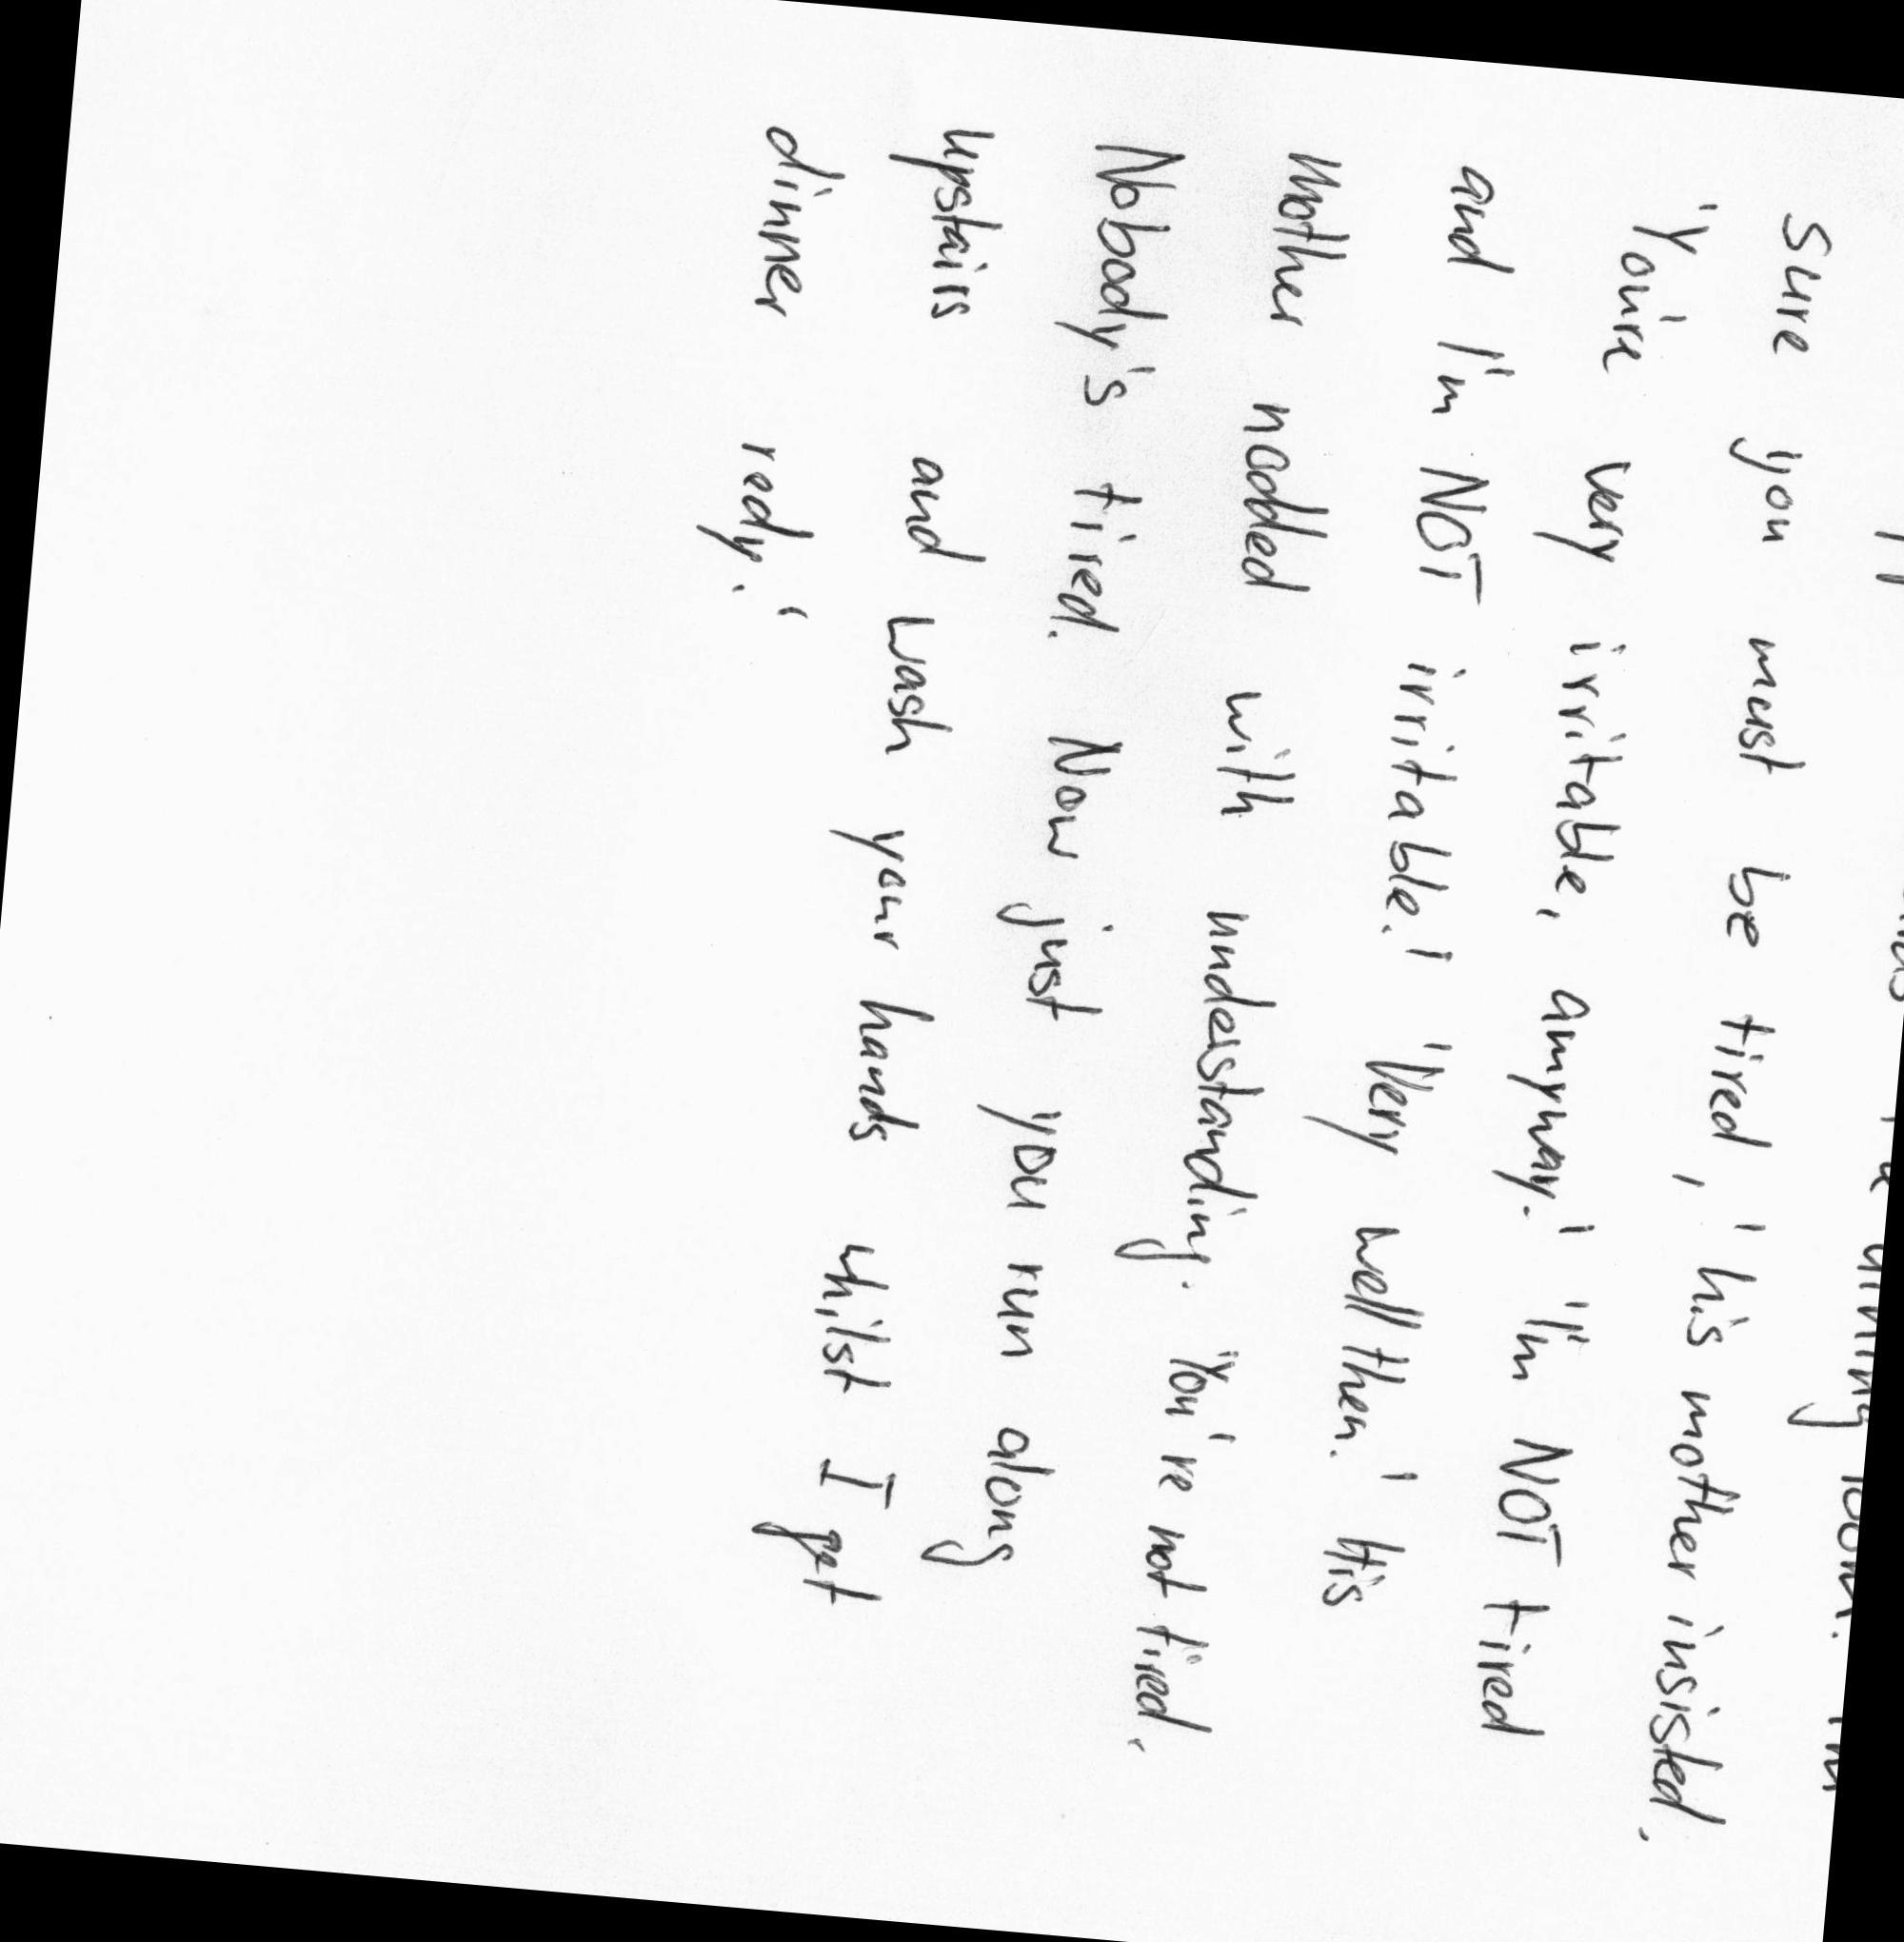 dining room. I'm
sure you must be tired,' his mother insisted.
'You're very irritable, anyway.' 'I'm NOT tired
and I'm NOT irritable!' 'Very well then.' His
mother nodded with understanding. 'You're not tired.
Nobody's tired. Now just you run along
upstairs and wash your hands whilst I get
dinner redy.'